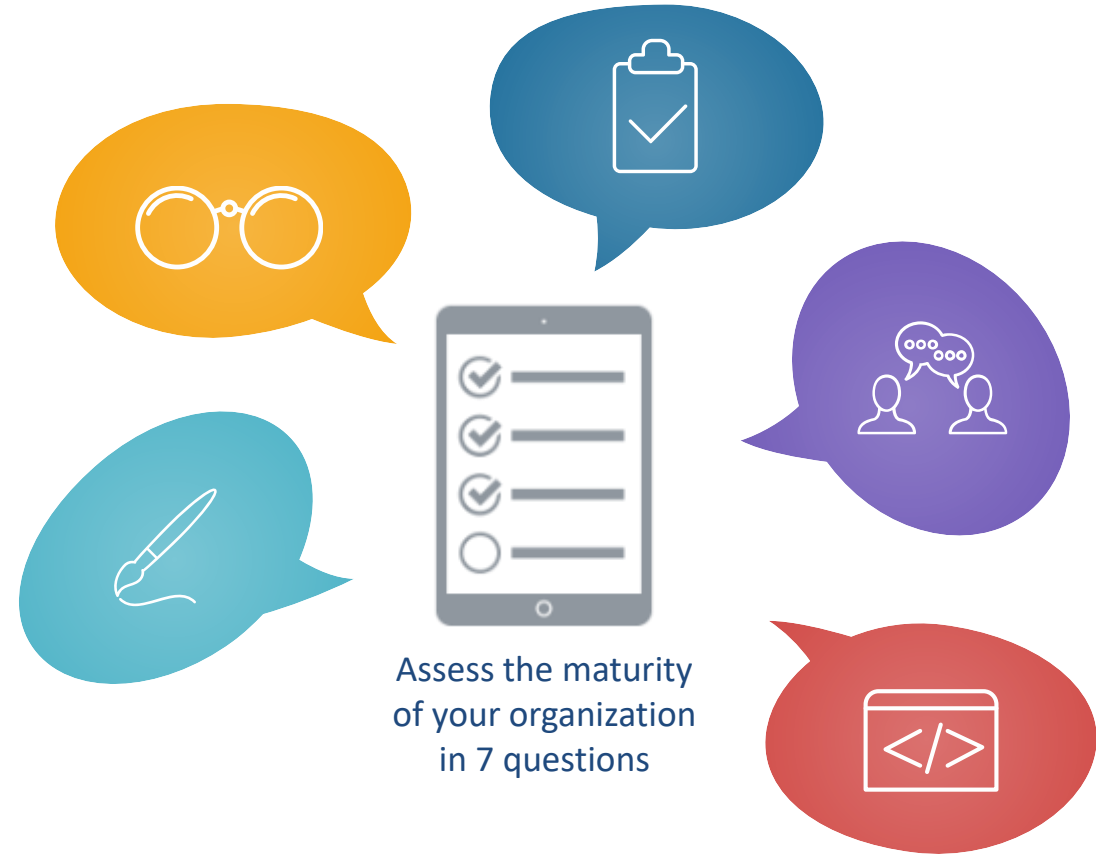 Assess the maturity
of your organization
in 7 questions
</>